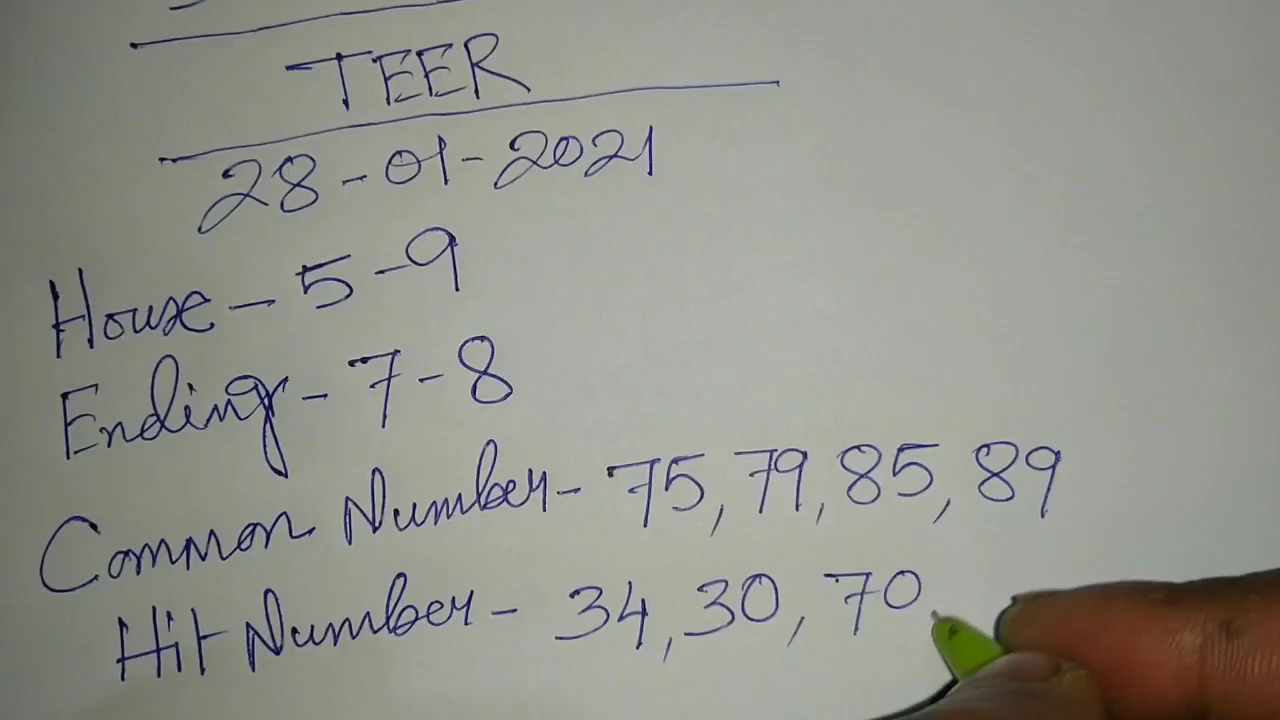 TEER
28-01-2021
House - 5-9
Ending - 7-8
Common Number - 75, 79, 85, 89
Hit Number - 34, 30, 70